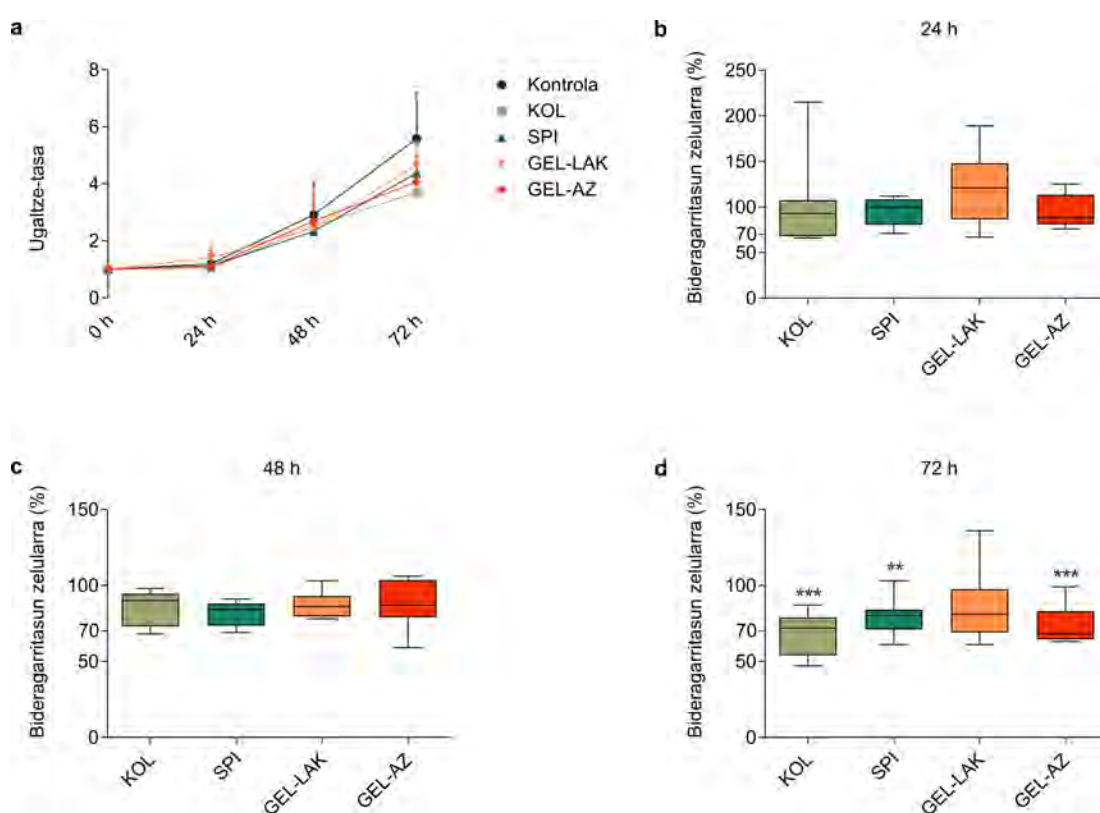 a
8
6
4
2
0
Ugaltze-tasa
0 h
24 h
48 h
72 h
Kontrola
KOL
SPI
GEL-LAK
GEL-AZ
b
24 h
Bideragarritasun zelularra (%)
250
200
150
100
70
50
0
KOL
SPI
GEL-LAK
GEL-AZ
c
48 h
Bideragarritasun zelularra (%)
150
100
70
50
0
KOL
SPI
GEL-LAK
GEL-AZ
d
72 h
Bideragarritasun zelularra (%)
150
100
70
50
0
***
**
***
KOL
SPI
GEL-LAK
GEL-AZ